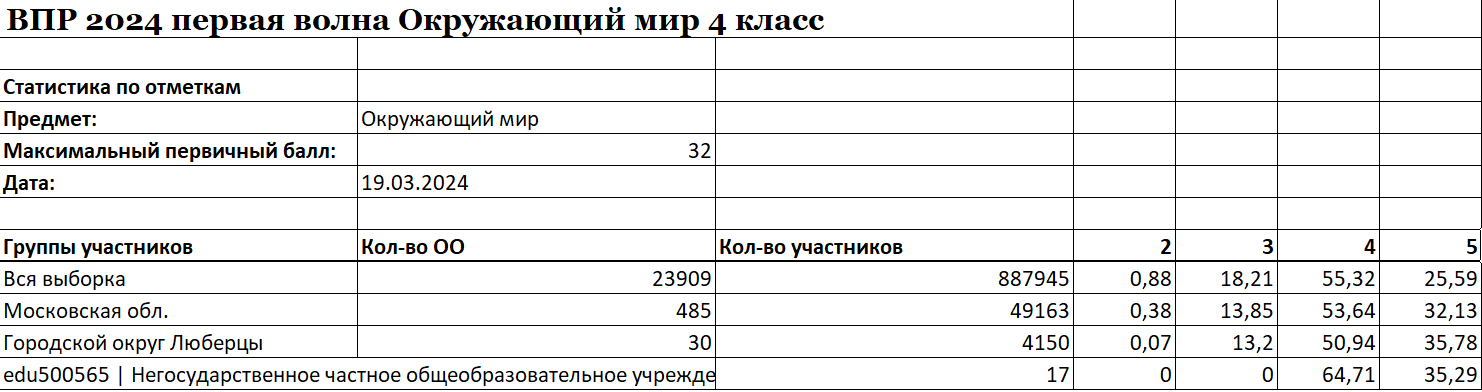 ВПР 2024 первая волна Окружающий мир 4 класс
Статистика по отметкам
Предмет: Окружающий мир
Максимальный первичный балл: 32
Дата: 19.03.2024
Группы участников Кол-во ОО Кол-во участников 2 3 4 5
Вся выборка 23909 887945 0,88 18,21 55,32 25,59
Московская обл. 485 49163 0,38 13,85 53,64 32,13
Городской округ Люберцы 30 4150 0,07 13,2 50,94 35,78
edu500565 | Негосударственное частное общеобразовательное учрежде 17 0 0 64,71 35,29